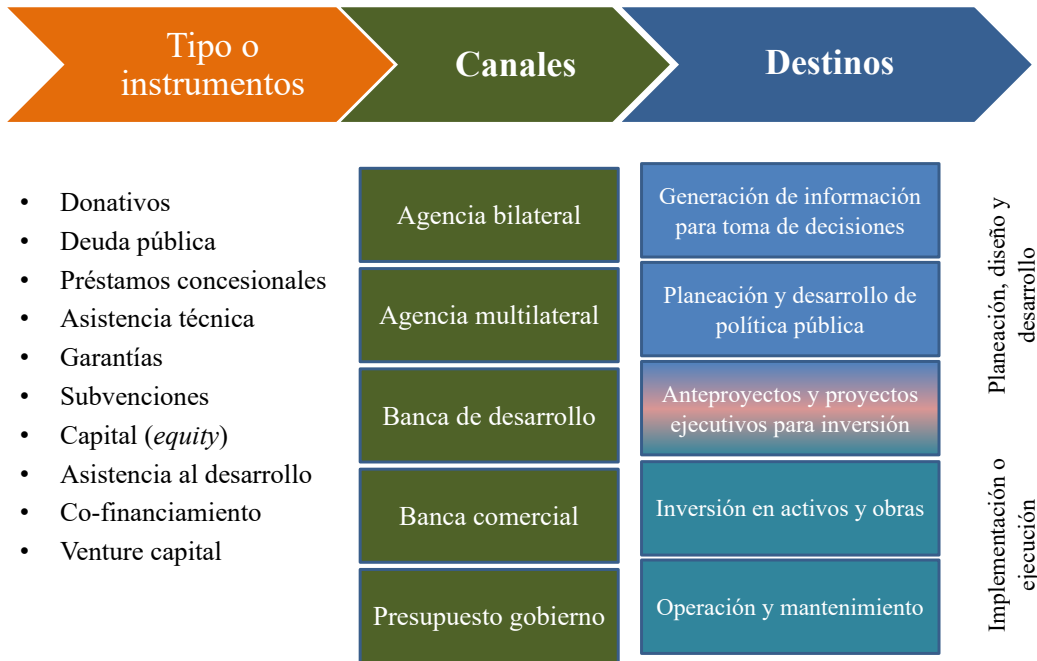 Tipo o
instrumentos
Canales
Destinos
• Donativos
• Deuda pública
• Préstamos concesionales
• Asistencia técnica
• Garantías
• Subvenciones
• Capital (equity)
• Asistencia al desarrollo
• Co-financiamiento
• Venture capital
Agencia bilateral
Agencia multilateral
Banca de desarrollo
Banca comercial
Presupuesto gobierno
Generación de información
para toma de decisiones
Planeación y desarrollo de
política pública
Anteproyectos y proyectos
ejecutivos para inversión
Inversión en activos y obras
Operación y mantenimiento
Planeación, diseño y
desarrollo
Implementación o
ejecución